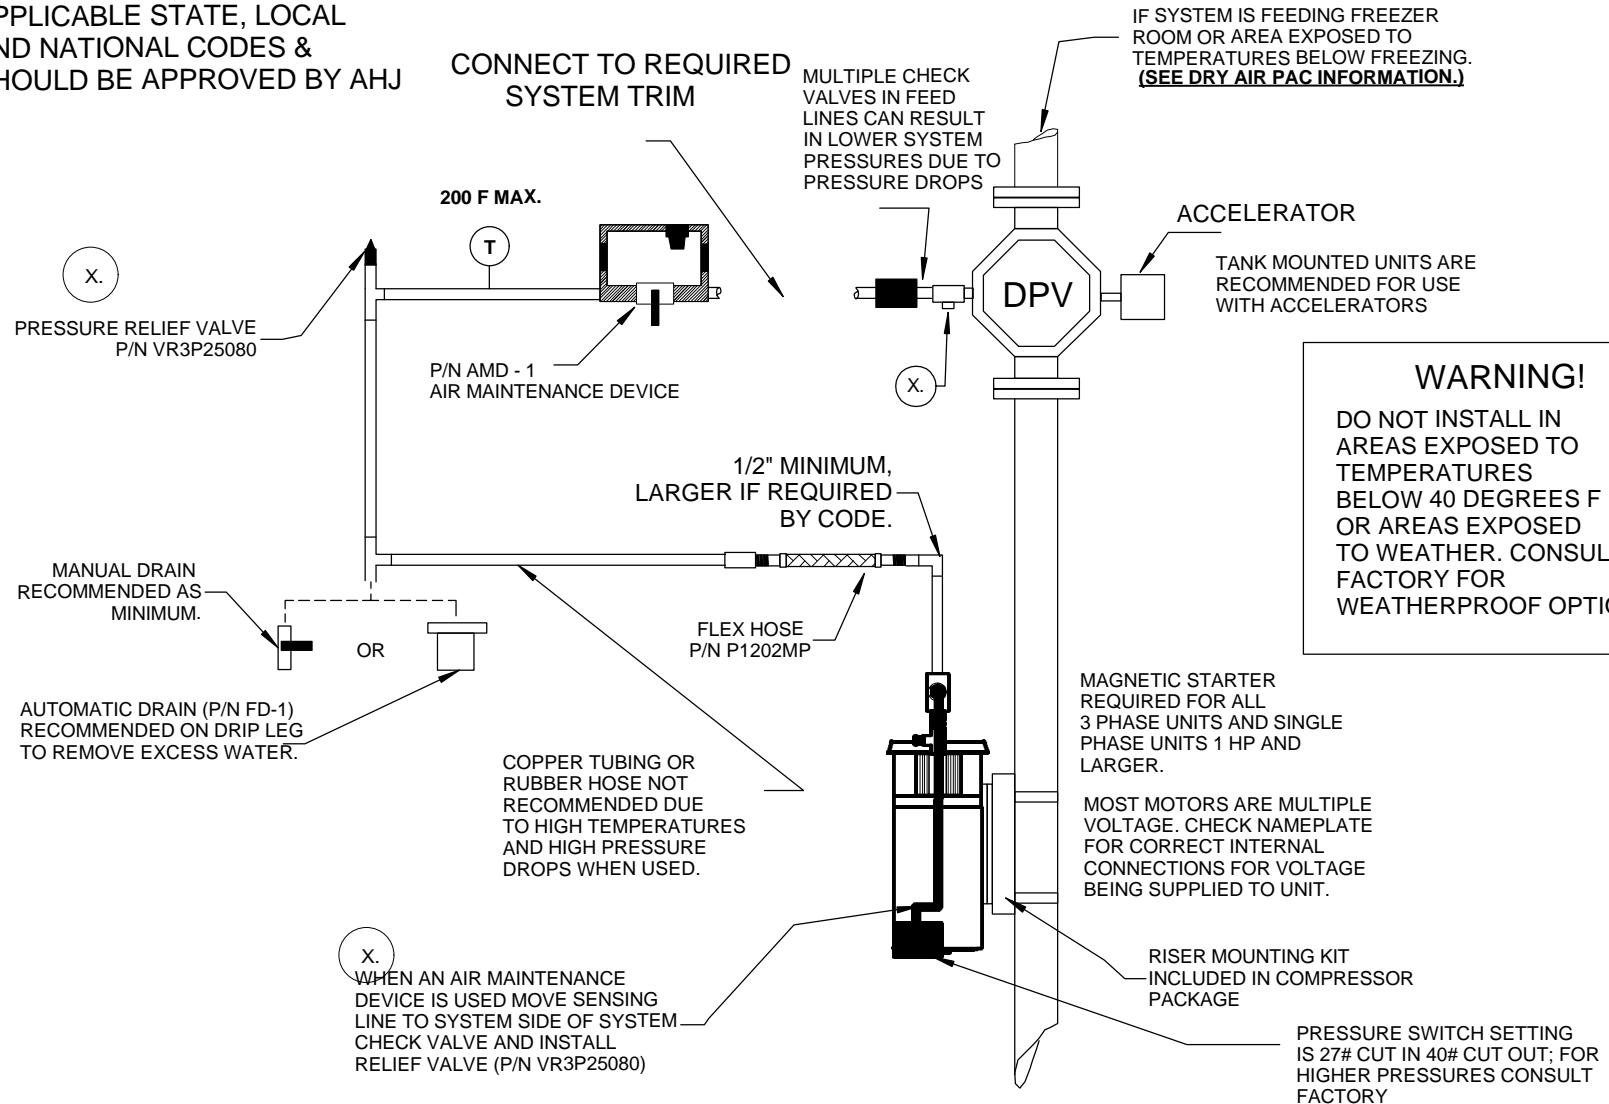 PPLICABLE STATE, LOCAL
ND NATIONAL CODES &
HOULD BE APPROVED BY AHJ
CONNECT TO REQUIRED
SYSTEM TRIM
MULTIPLE CHECK
VALVES IN FEED
LINES CAN RESULT
IN LOWER SYSTEM
PRESSURES DUE TO
PRESSURE DROPS
IF SYSTEM IS FEEDING FREEZER
ROOM OR AREA EXPOSED TO
TEMPERATURES BELOW FREEZING.
(SEE DRY AIR PAC INFORMATION.)
200 F MAX.
T
X.
PRESSURE RELIEF VALVE
P/N VR3P25080
P/N AMD - 1
AIR MAINTENANCE DEVICE
DPV
X.
ACCELERATOR
TANK MOUNTED UNITS ARE
RECOMMENDED FOR USE
WITH ACCELERATORS
WARNING!
DO NOT INSTALL IN
AREAS EXPOSED TO
TEMPERATURES
BELOW 40 DEGREES F
OR AREAS EXPOSED
TO WEATHER. CONSUL
FACTORY FOR
WEATHERPROOF OPTIO
1/2" MINIMUM,
LARGER IF REQUIRED
BY CODE.
MANUAL DRAIN
RECOMMENDED AS
MINIMUM.
OR
FLEX HOSE
P/N P1202MP
AUTOMATIC DRAIN (P/N FD-1)
RECOMMENDED ON DRIP LEG
TO REMOVE EXCESS WATER.
COPPER TUBING OR
RUBBER HOSE NOT
RECOMMENDED DUE
TO HIGH TEMPERATURES
AND HIGH PRESSURE
DROPS WHEN USED.
MAGNETIC STARTER
REQUIRED FOR ALL
3 PHASE UNITS AND SINGLE
PHASE UNITS 1 HP AND
LARGER.
MOST MOTORS ARE MULTIPLE
VOLTAGE. CHECK NAMEPLATE
FOR CORRECT INTERNAL
CONNECTIONS FOR VOLTAGE
BEING SUPPLIED TO UNIT.
X.
WHEN AN AIR MAINTENANCE
DEVICE IS USED MOVE SENSING
LINE TO SYSTEM SIDE OF SYSTEM
CHECK VALVE AND INSTALL
RELIEF VALVE (P/N VR3P25080)
RISER MOUNTING KIT
INCLUDED IN COMPRESSOR
PACKAGE
PRESSURE SWITCH SETTING
IS 27# CUT IN 40# CUT OUT; FOR
HIGHER PRESSURES CONSULT
FACTORY